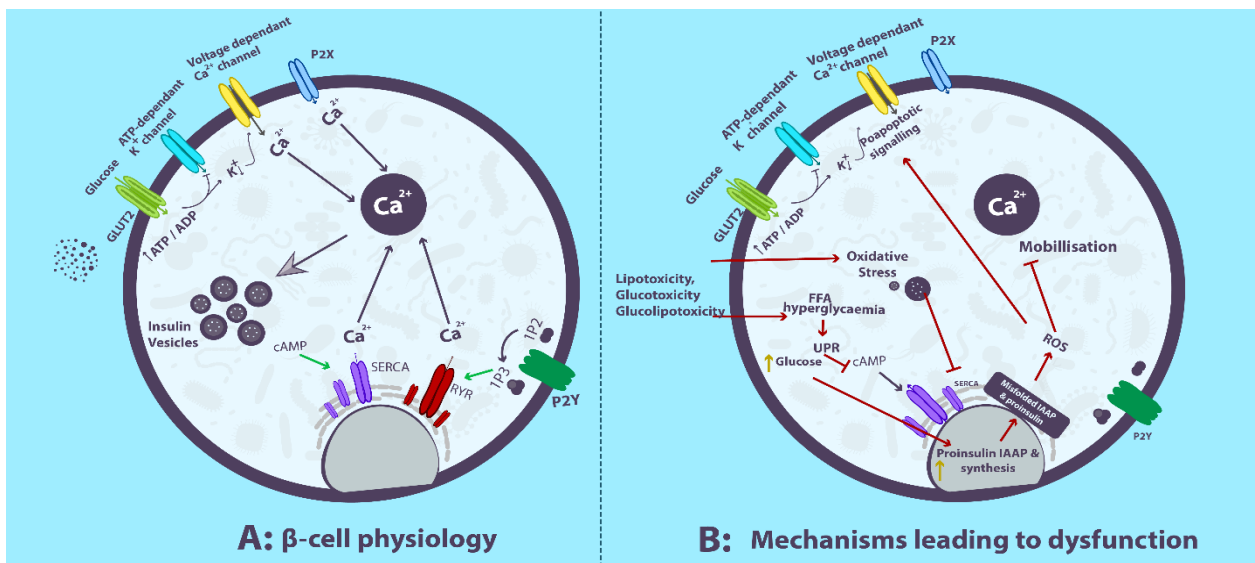 Glucose
GLUT2
ATP-dependant
K+ channel
Voltage dependant
Ca2+ channel
P2X
↑ATP / ADP
K+↓
Ca2+
Ca2+
Ca2+
Insulin
Vesicles
cAMP
Ca2+
SERCA
Ca2+
RYR
1P3
1P2
P2Y
A: β-cell physiology
Glucose
GLUT2
ATP-dependant
K+ channel
Voltage dependant
Ca2+ channel
P2X
↑ATP / ADP
K+↓
Poapoptotic
signalling
Ca2+
Mobillisation
Lipotoxicity,
Glucotoxicity
Glucolipotoxicity
Oxidative
Stress
FFA
hyperglycaemia
UPR
↑Glucose
cAMP
SERCA
Misfolded IAAP
& proinsulin
ROS
Proinsulin IAAP &
↑ synthesis
P2Y
B: Mechanisms leading to dysfunction